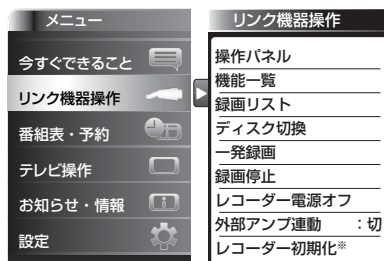 メニュー
今すぐできること
リンク機器操作
番組表・予約
テレビ操作
お知らせ・情報
設定
リンク機器操作
操作パネル
機能一覧
録画リスト
ディスク切換
一発録画
録画停止
レコーダー電源オフ
外部アンプ連動 :切
レコーダー初期化※